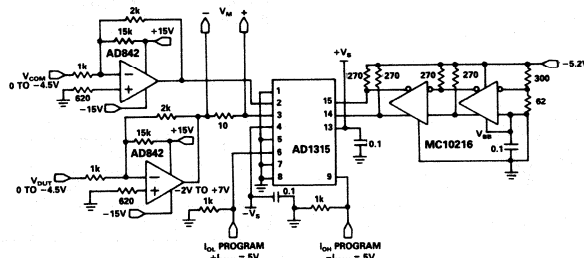 2k
− V_M +
15k
+15V
AD842
+V_S
−5.2V
V_COM
1k
0 TO −4.5V
620
−15V
270
270
270
270
300
62
1
2
3
4
5
6
7
8
15
14
13
9
AD1315
2k
10
15k
+15V
AD842
V_BB
0.1
0.1
MC10216
1k
V_DUT
0 TO −4.5V
620
−15V
−2V TO +7V
1k
0.1
−V_S
1k
I_OL PROGRAM
I_OH PROGRAM
= 5V
= 5V